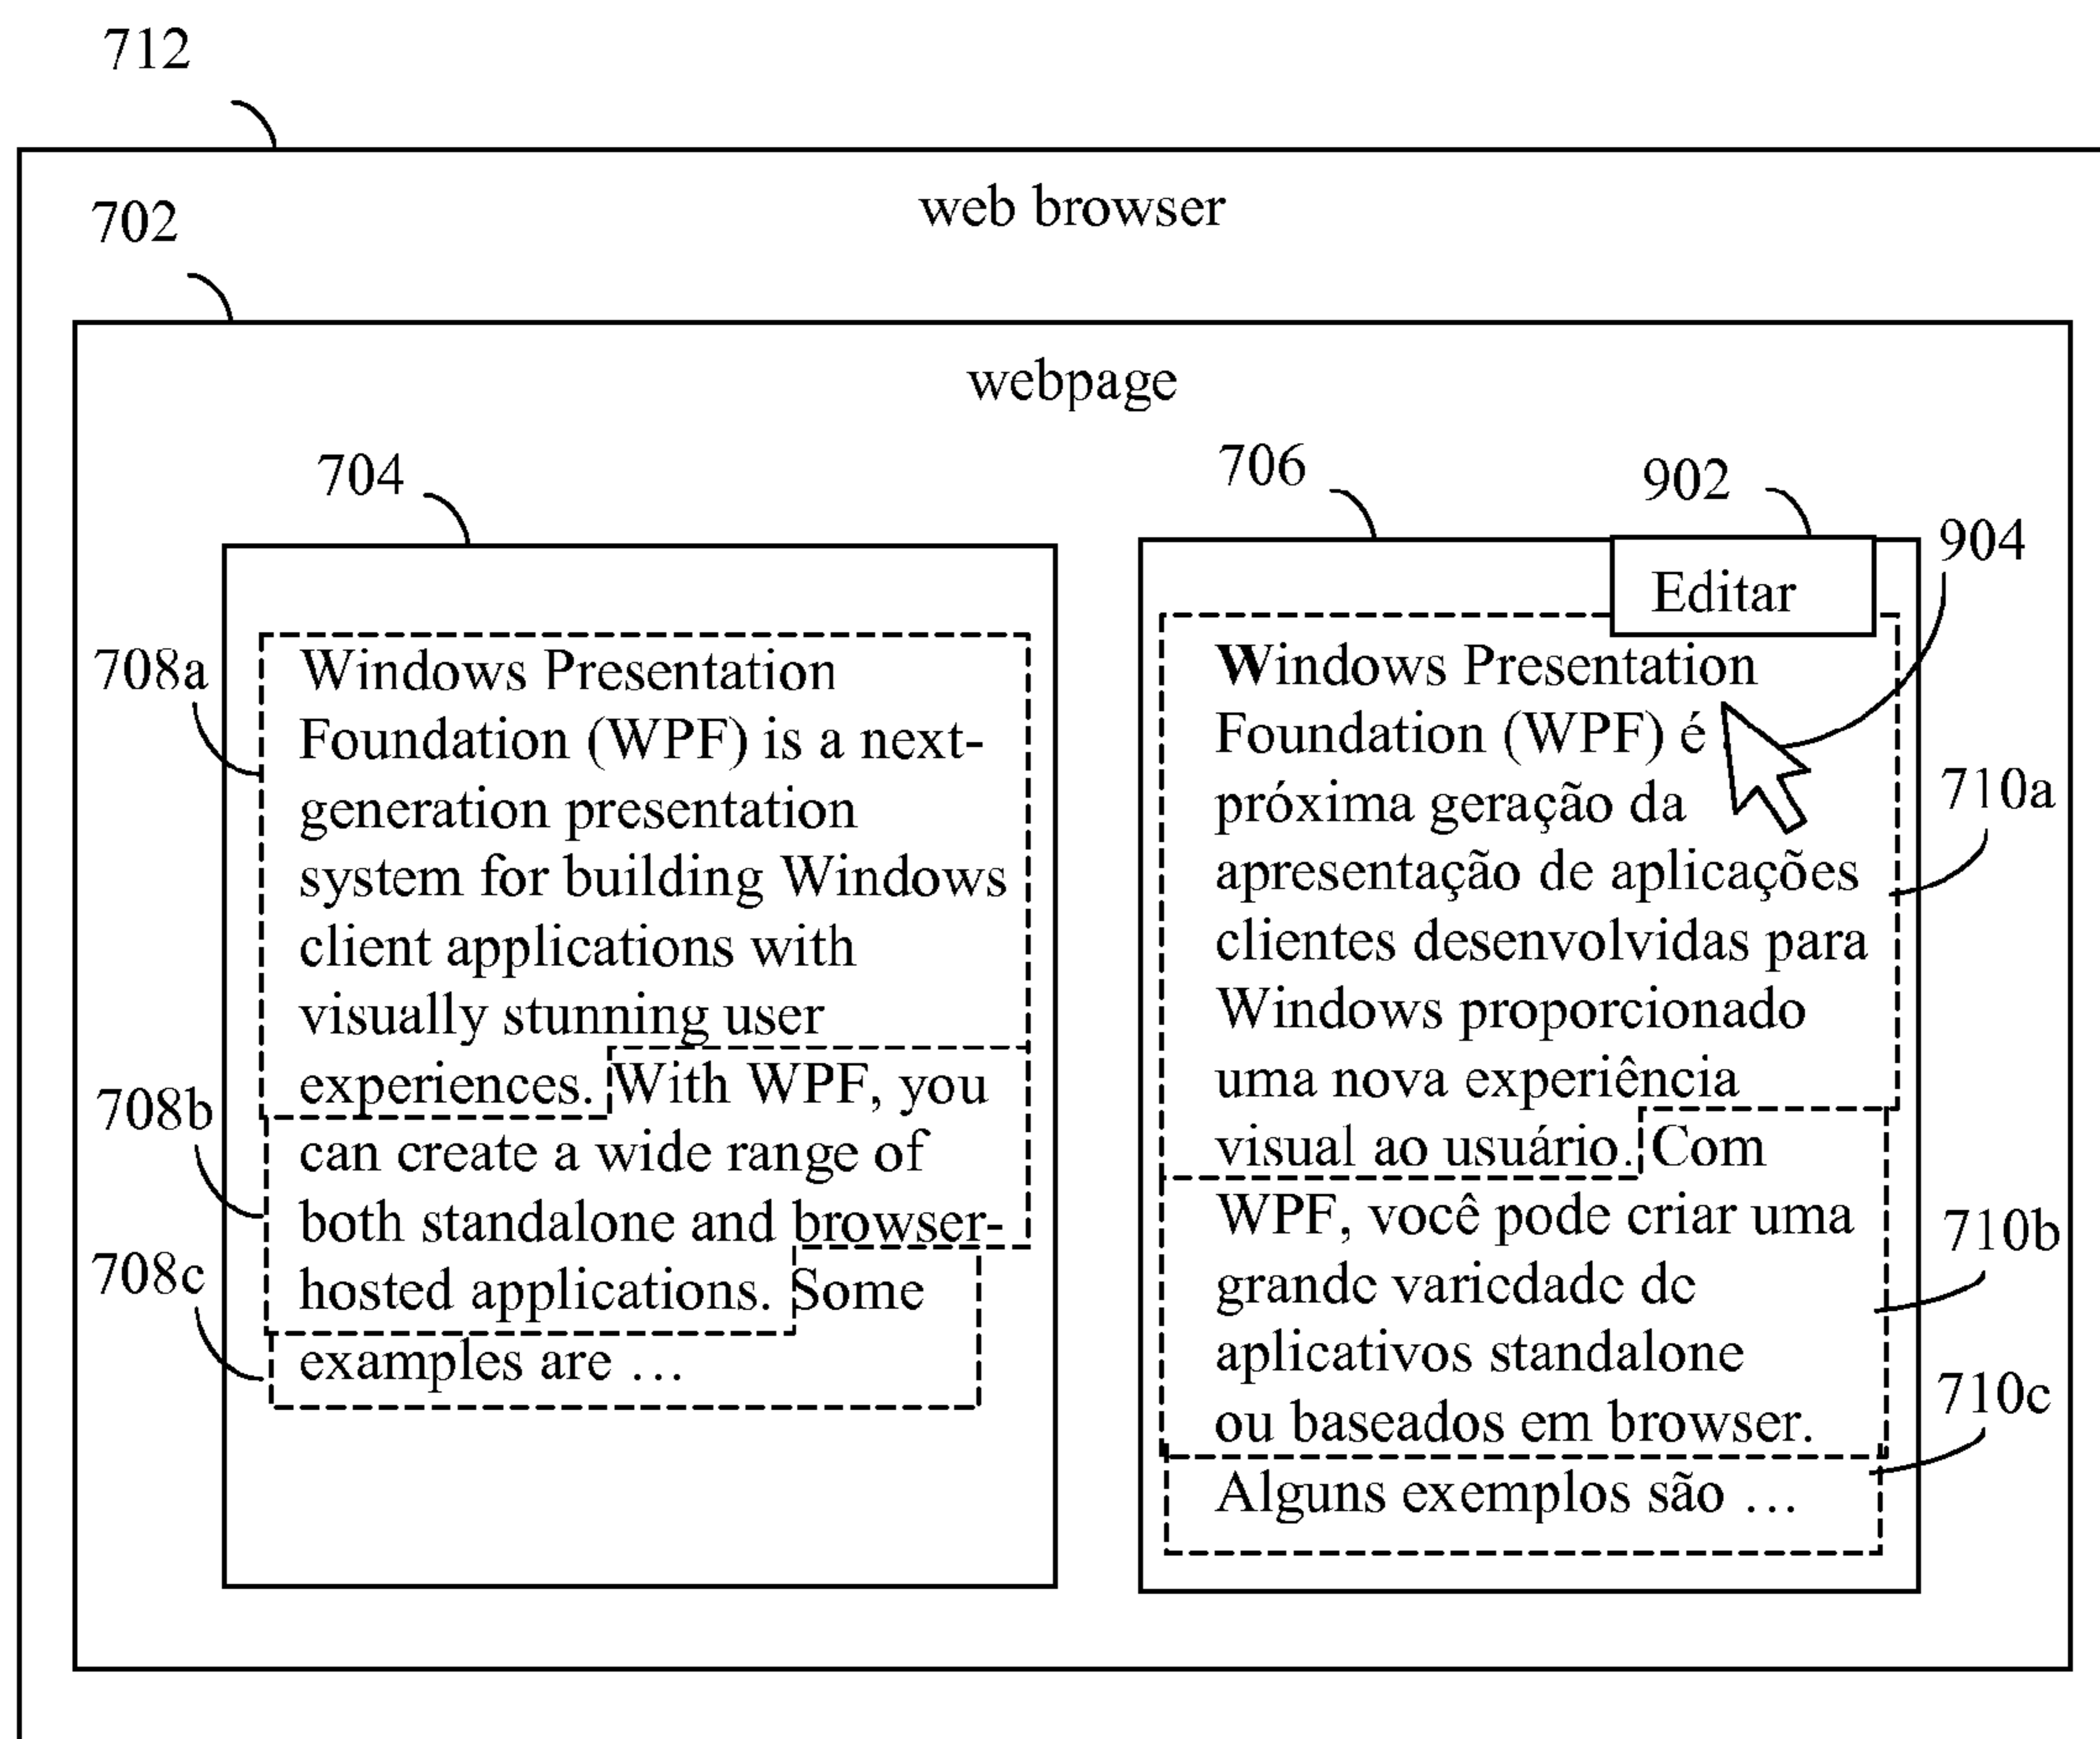 712
web browser
702
webpage
704
706
902
904
Editar
708a
Windows Presentation
Foundation (WPF) is a next-
generation presentation
system for building Windows
client applications with
visually stunning user
experiences. With WPF, you
708b
can create a wide range of
both standalone and browser-
708c
hosted applications. Some
examples are …
Windows Presentation
Foundation (WPF) é
próxima geração da
710a
apresentação de aplicações
clientes desenvolvidas para
Windows proporcionado
uma nova experiência
visual ao usuário. Com
WPF, você pode criar uma
710b
grande variedade de
aplicativos standalone
710c
ou baseados em browser.
Alguns exemplos são …